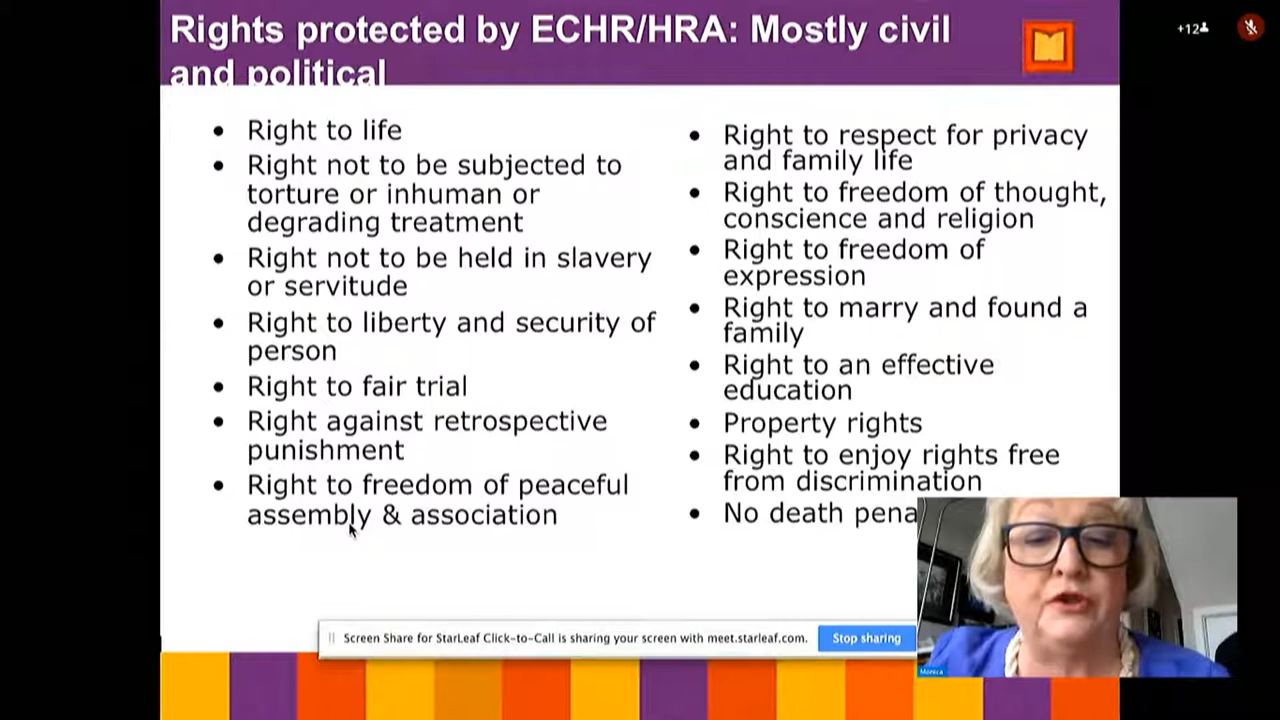 Rights protected by ECHR/HRA: Mostly civil
and political
+12
Right to life
Right not to be subjected to
torture or inhuman or
degrading treatment
Right not to be held in slavery
or servitude
Right to liberty and security of
person
Right to fair trial
Right against retrospective
punishment
Right to freedom of peaceful
assembly & association
Right to respect for privacy
and family life
Right to freedom of thought,
conscience and religion
Right to freedom of
expression
Right to marry and found a
family
Right to an effective
education
Property rights
Right to enjoy rights free
from discrimination
No death pena
Screen Share for StarLeaf Click-to-Call is sharing your screen with meet.starleaf.com.
Stop sharing
Monica